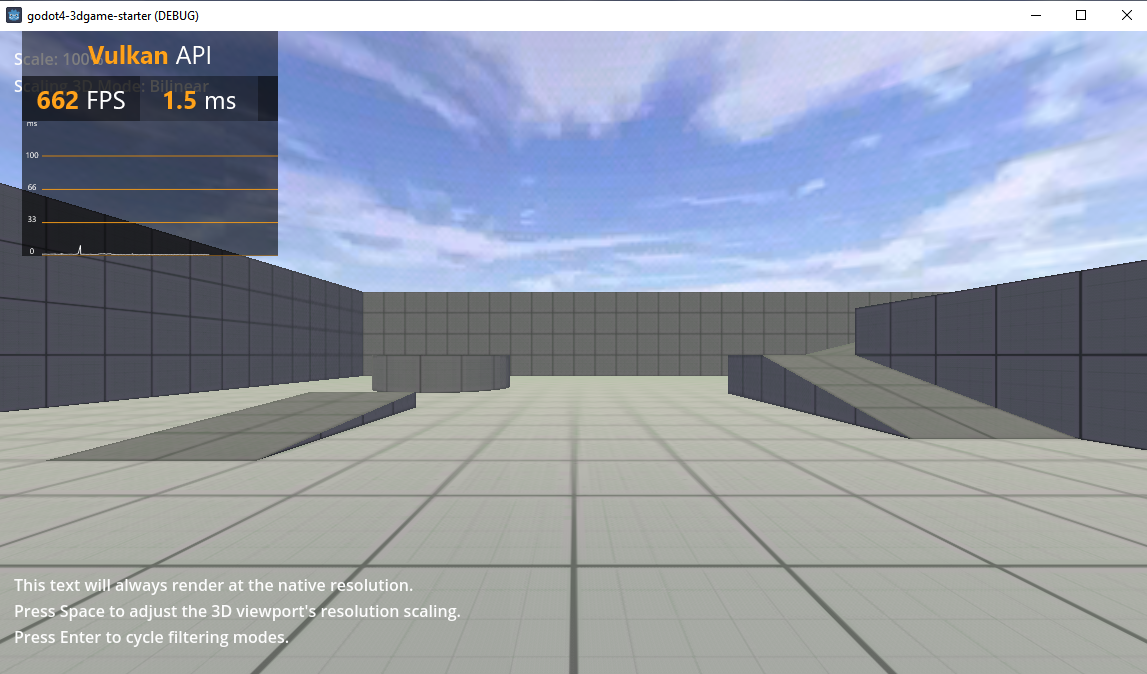 godot4-3dgame-starter (DEBUG)
Vulkan API
Scale: 100%
Scaling 3D Mode: Bilinear
662 FPS 1.5 ms
ms
100
66
33
0
This text will always render at the native resolution.
Press Space to adjust the 3D viewport's resolution scaling.
Press Enter to cycle filtering modes.